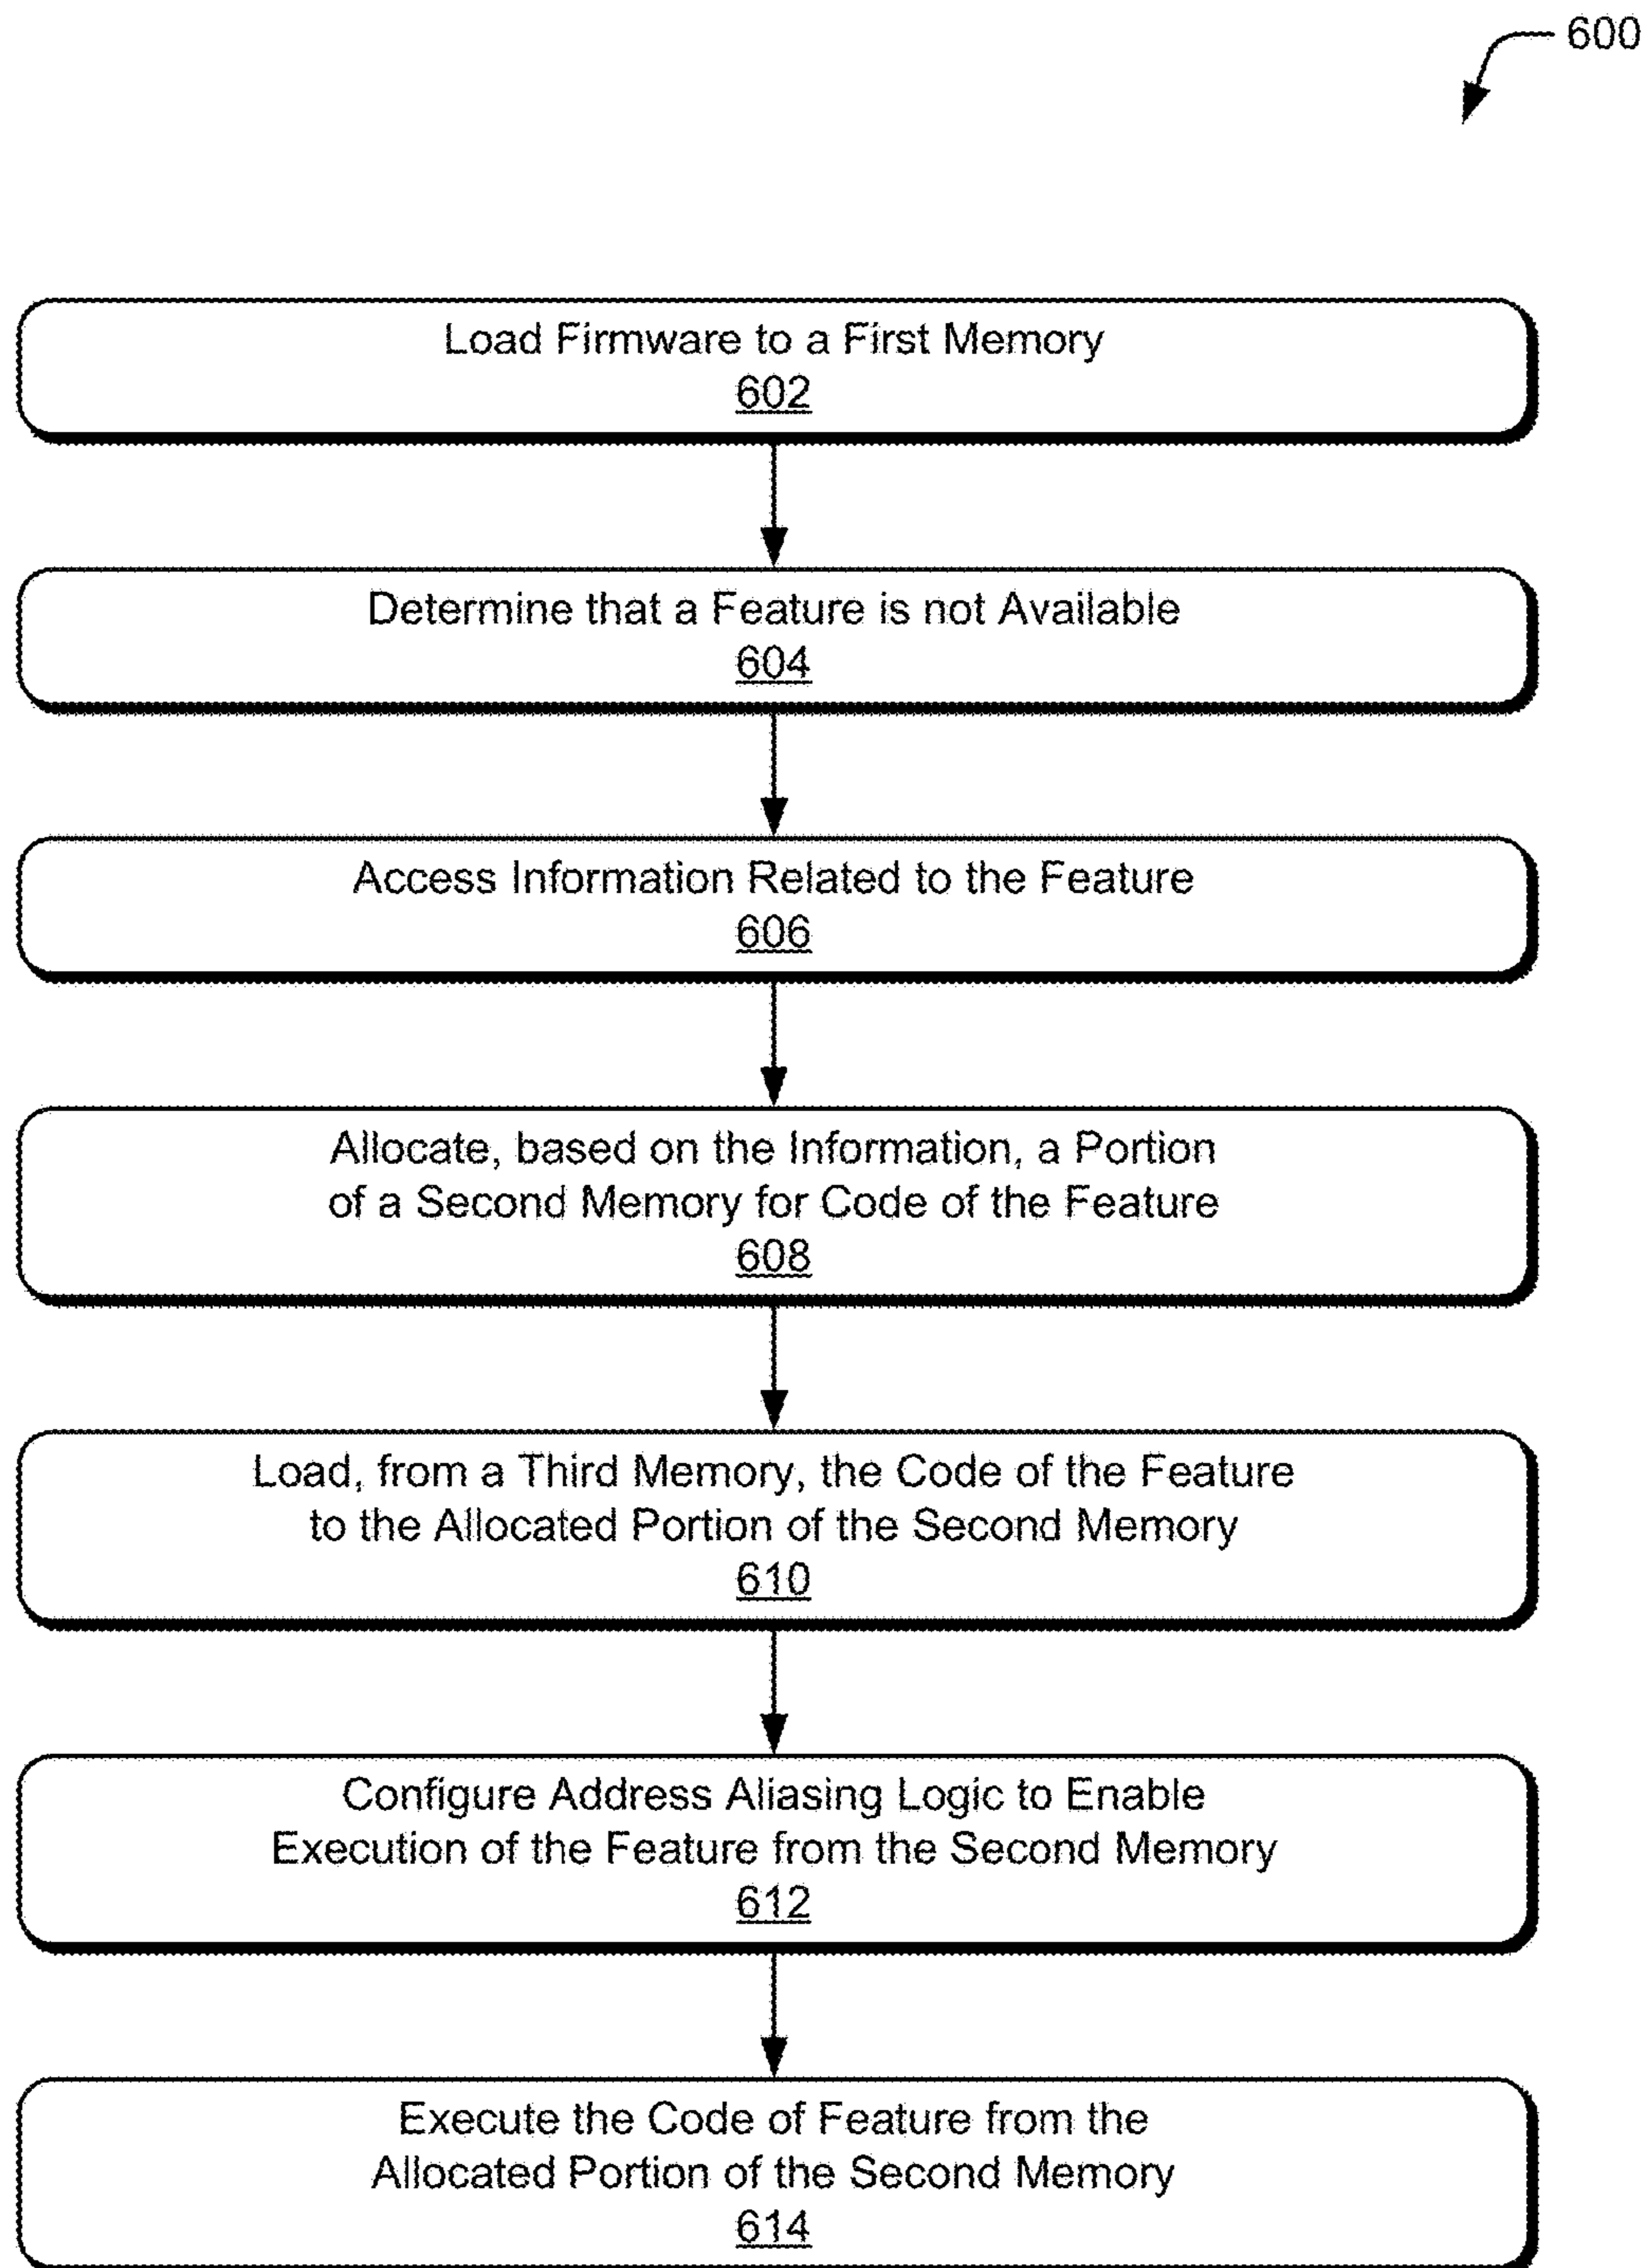 600
Load Firmware to a First Memory
602
Determine that a Feature is not Available
604
Access Information Related to the Feature
606
Allocate, based on the Information, a Portion
of a Second Memory for Code of the Feature
608
Load, from a Third Memory, the Code of the Feature
to the Allocated Portion of the Second Memory
610
Configure Address Aliasing Logic to Enable
Execution of the Feature from the Second Memory
612
Execute the Code of Feature from the
Allocated Portion of the Second Memory
614